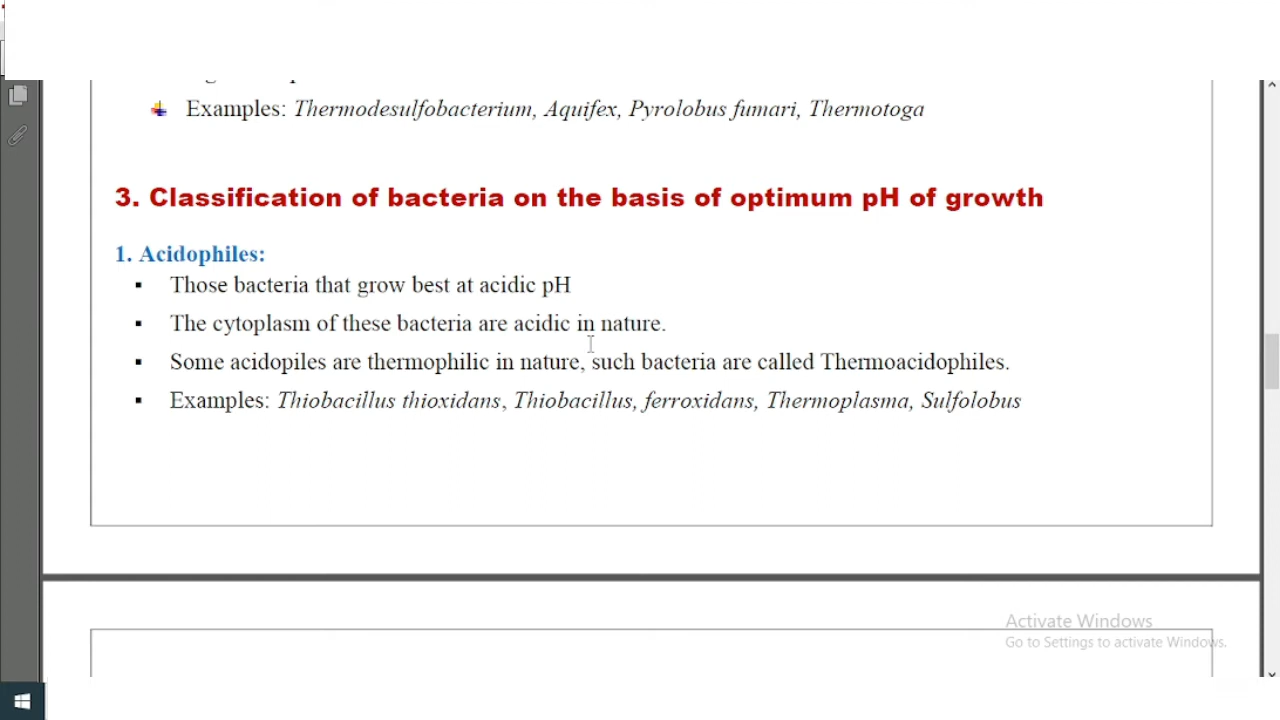 Examples: Thermodesulfobacterium, Aquifex, Pyrolobus fumari, Thermotoga
3. Classification of bacteria on the basis of optimum pH of growth
1. Acidophiles:
▪ Those bacteria that grow best at acidic pH
▪ The cytoplasm of these bacteria are acidic in nature.
▪ Some acidopiles are thermophilic in nature, such bacteria are called Thermoacidophiles.
▪ Examples: Thiobacillus thioxidans, Thiobacillus, ferroxidans, Thermoplasma, Sulfolobus
Activate Windows
Go to Settings to activate Windows.